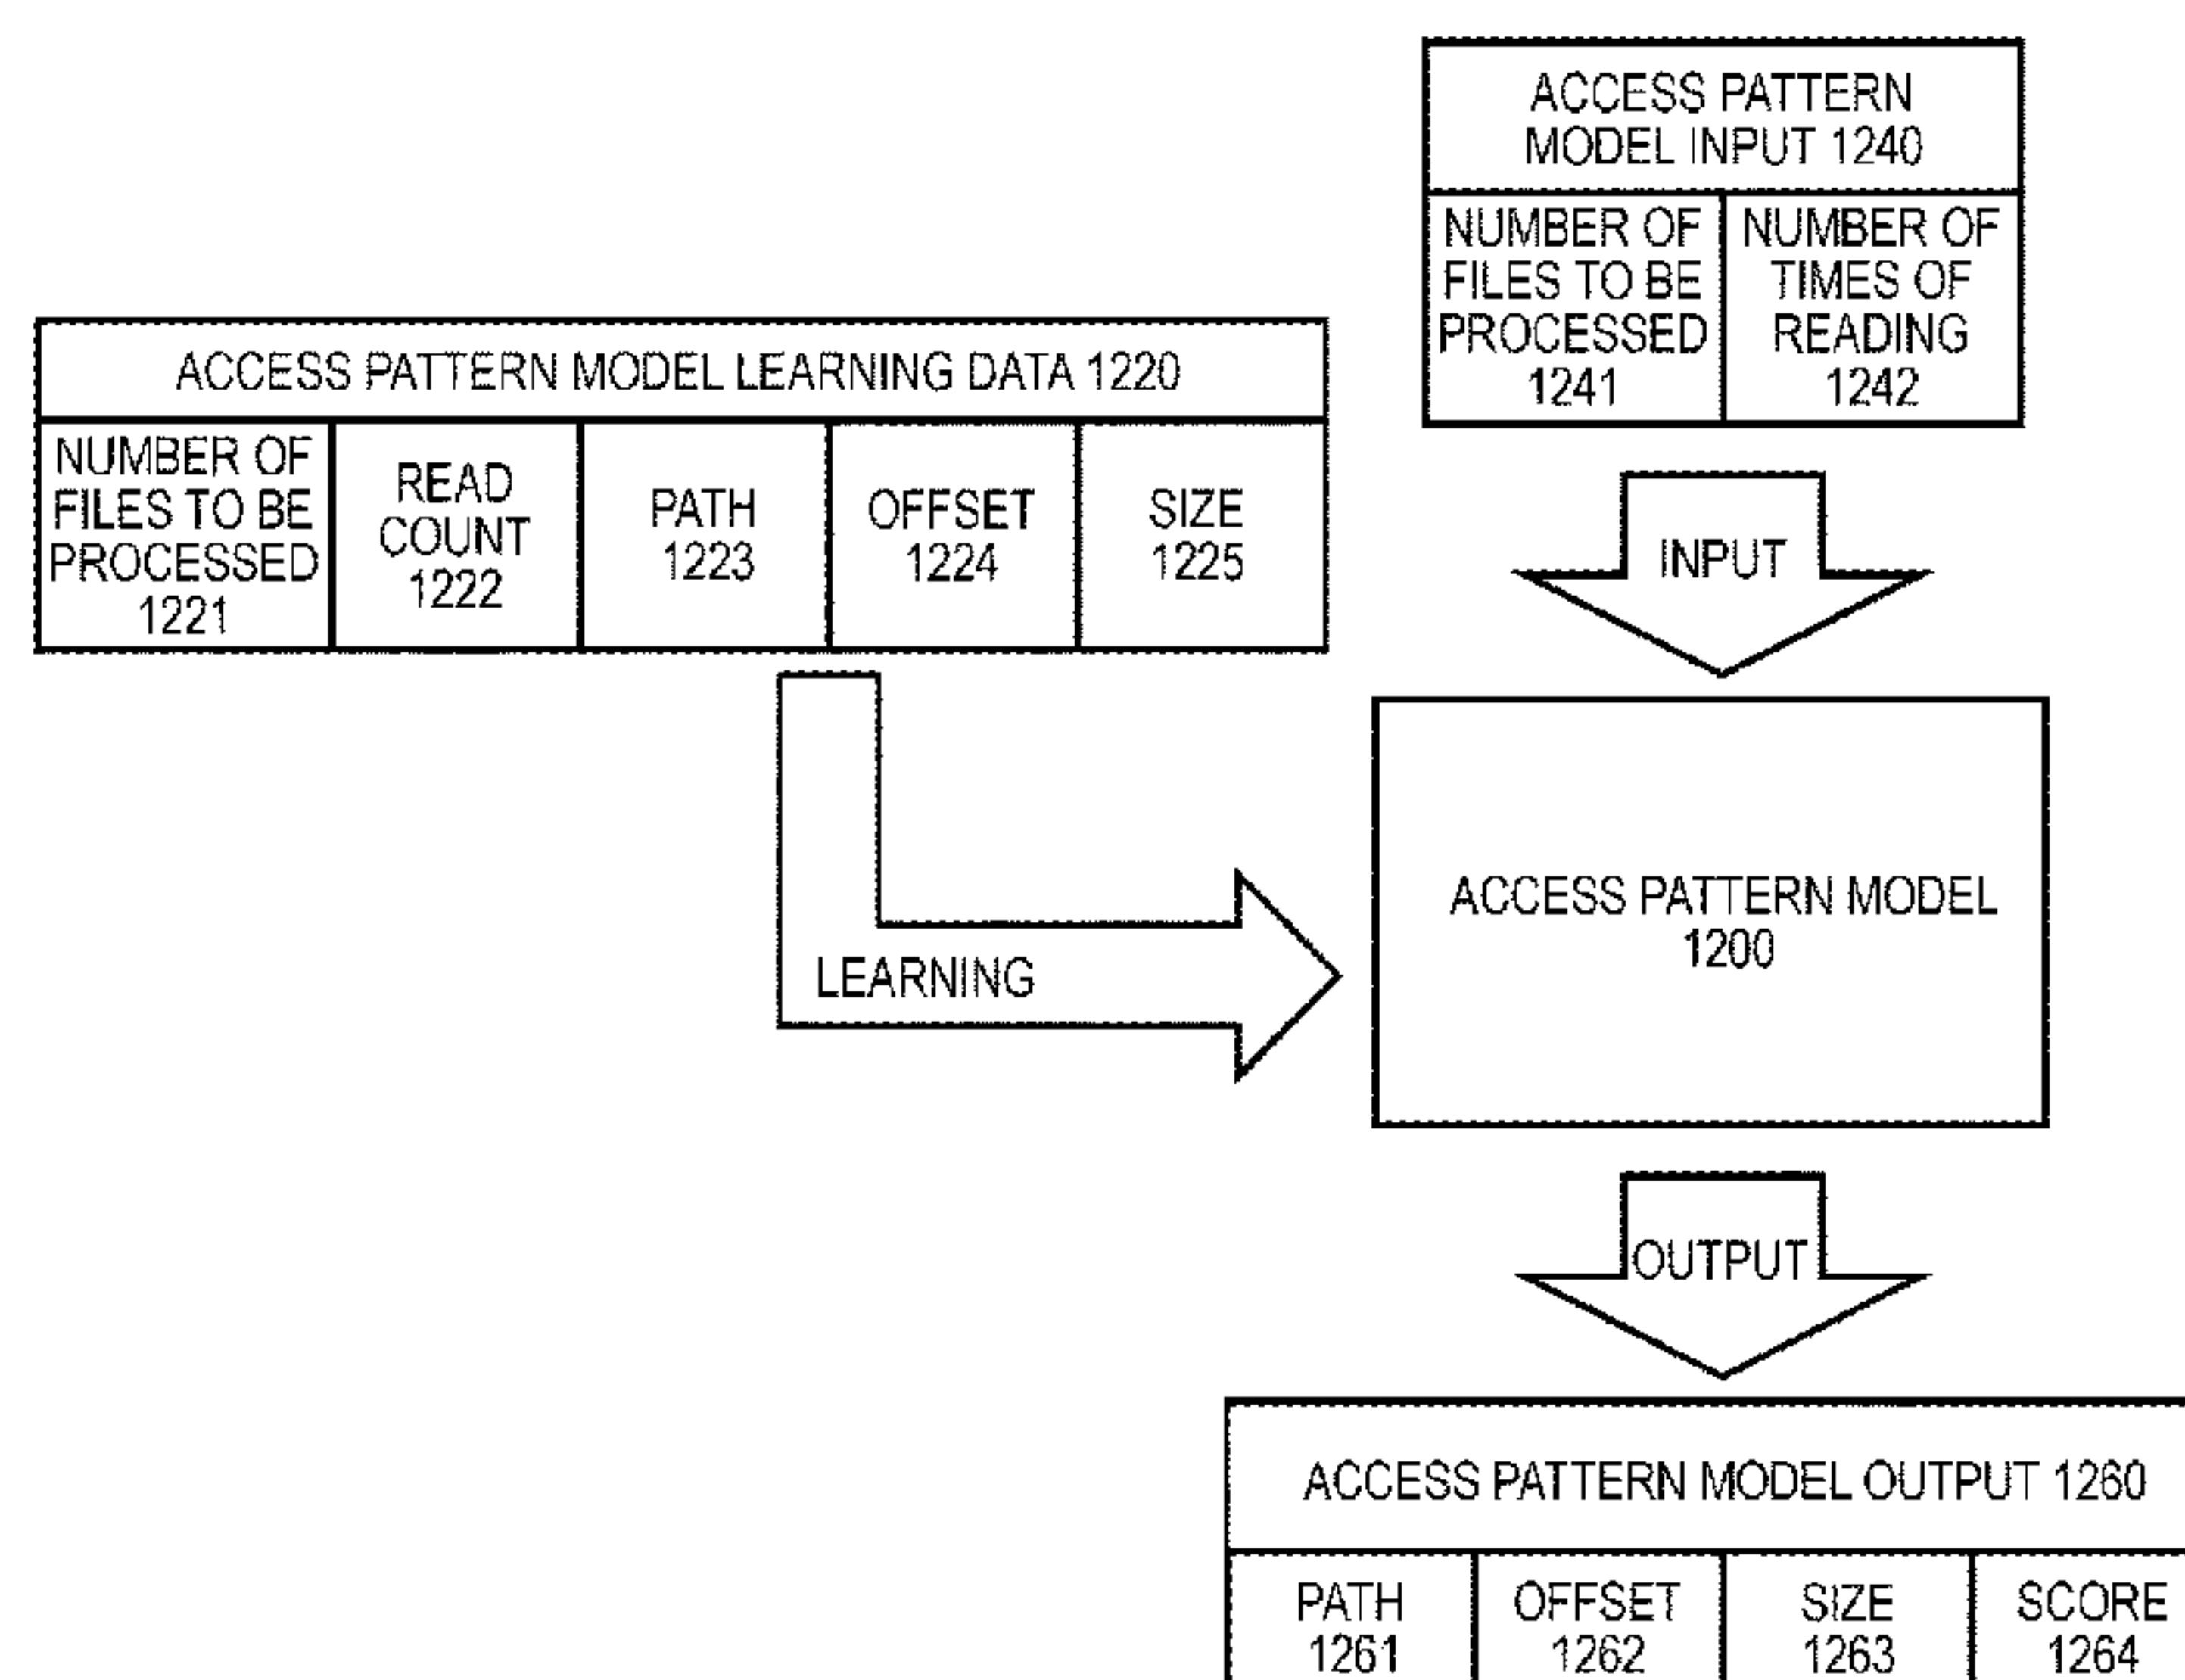 ACCESS PATTERN
MODEL INPUT 1240
NUMBER OF
FILES TO BE
PROCESSED
1241
NUMBER OF
TIMES OF
READING
1242
ACCESS PATTERN MODEL LEARNING DATA 1220
NUMBER OF
FILES TO BE
PROCESSED
1221
READ
COUNT
1222
PATH
1223
OFFSET
1224
SIZE
1225
INPUT
LEARNING
ACCESS PATTERN MODEL
1200
OUTPUT
ACCESS PATTERN MODEL OUTPUT 1260
PATH
1261
OFFSET
1262
SIZE
1263
SCORE
1264